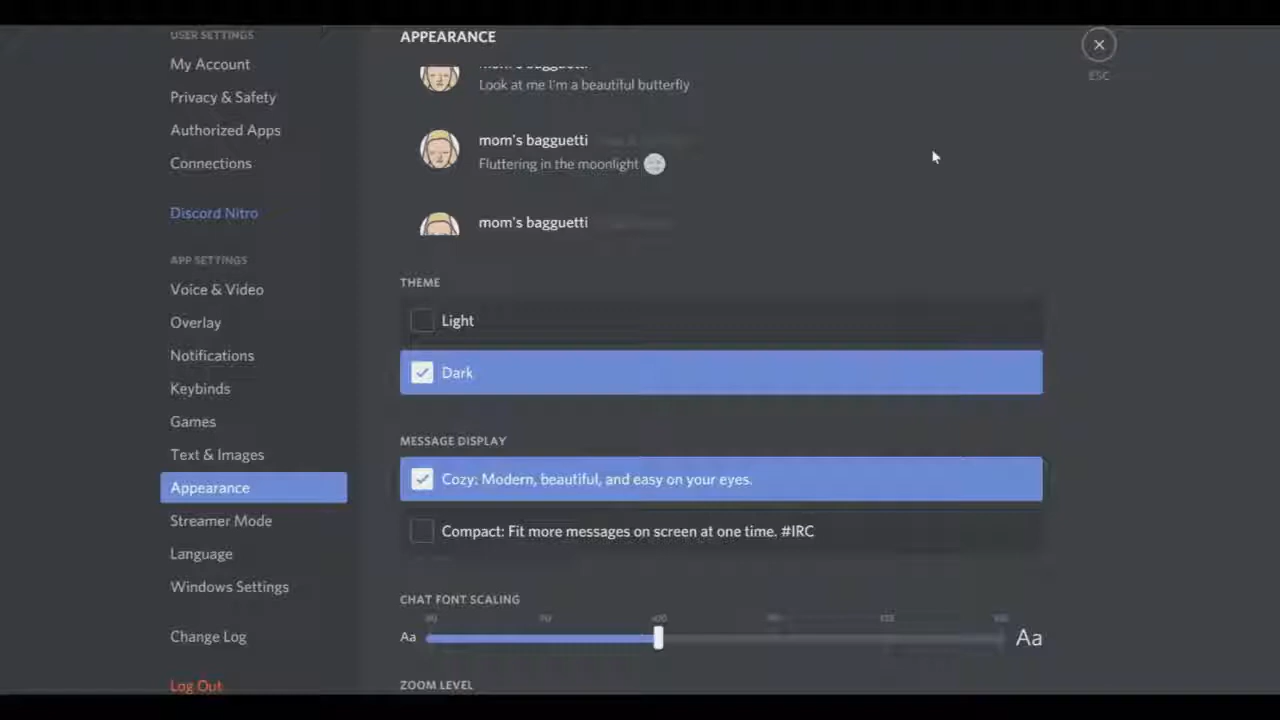 USER SETTINGS
My Account
Privacy & Safety
Authorized Apps
Connections
Discord Nitro
APP SETTINGS
Voice & Video
Overlay
Notifications
Keybinds
Games
Text & Images
Appearance
Streamer Mode
Language
Windows Settings
Change Log
Log Out
APPEARANCE
mom's bagguetti
Look at me I'm a beautiful butterfly
mom's bagguetti
Fluttering in the moonlight
mom's bagguetti
THEME
Light
Dark
MESSAGE DISPLAY
Cozy: Modern, beautiful, and easy on your eyes.
Compact: Fit more messages on screen at one time. #IRC
CHAT FONT SCALING
Aa
Aa
ZOOM LEVEL
ESC